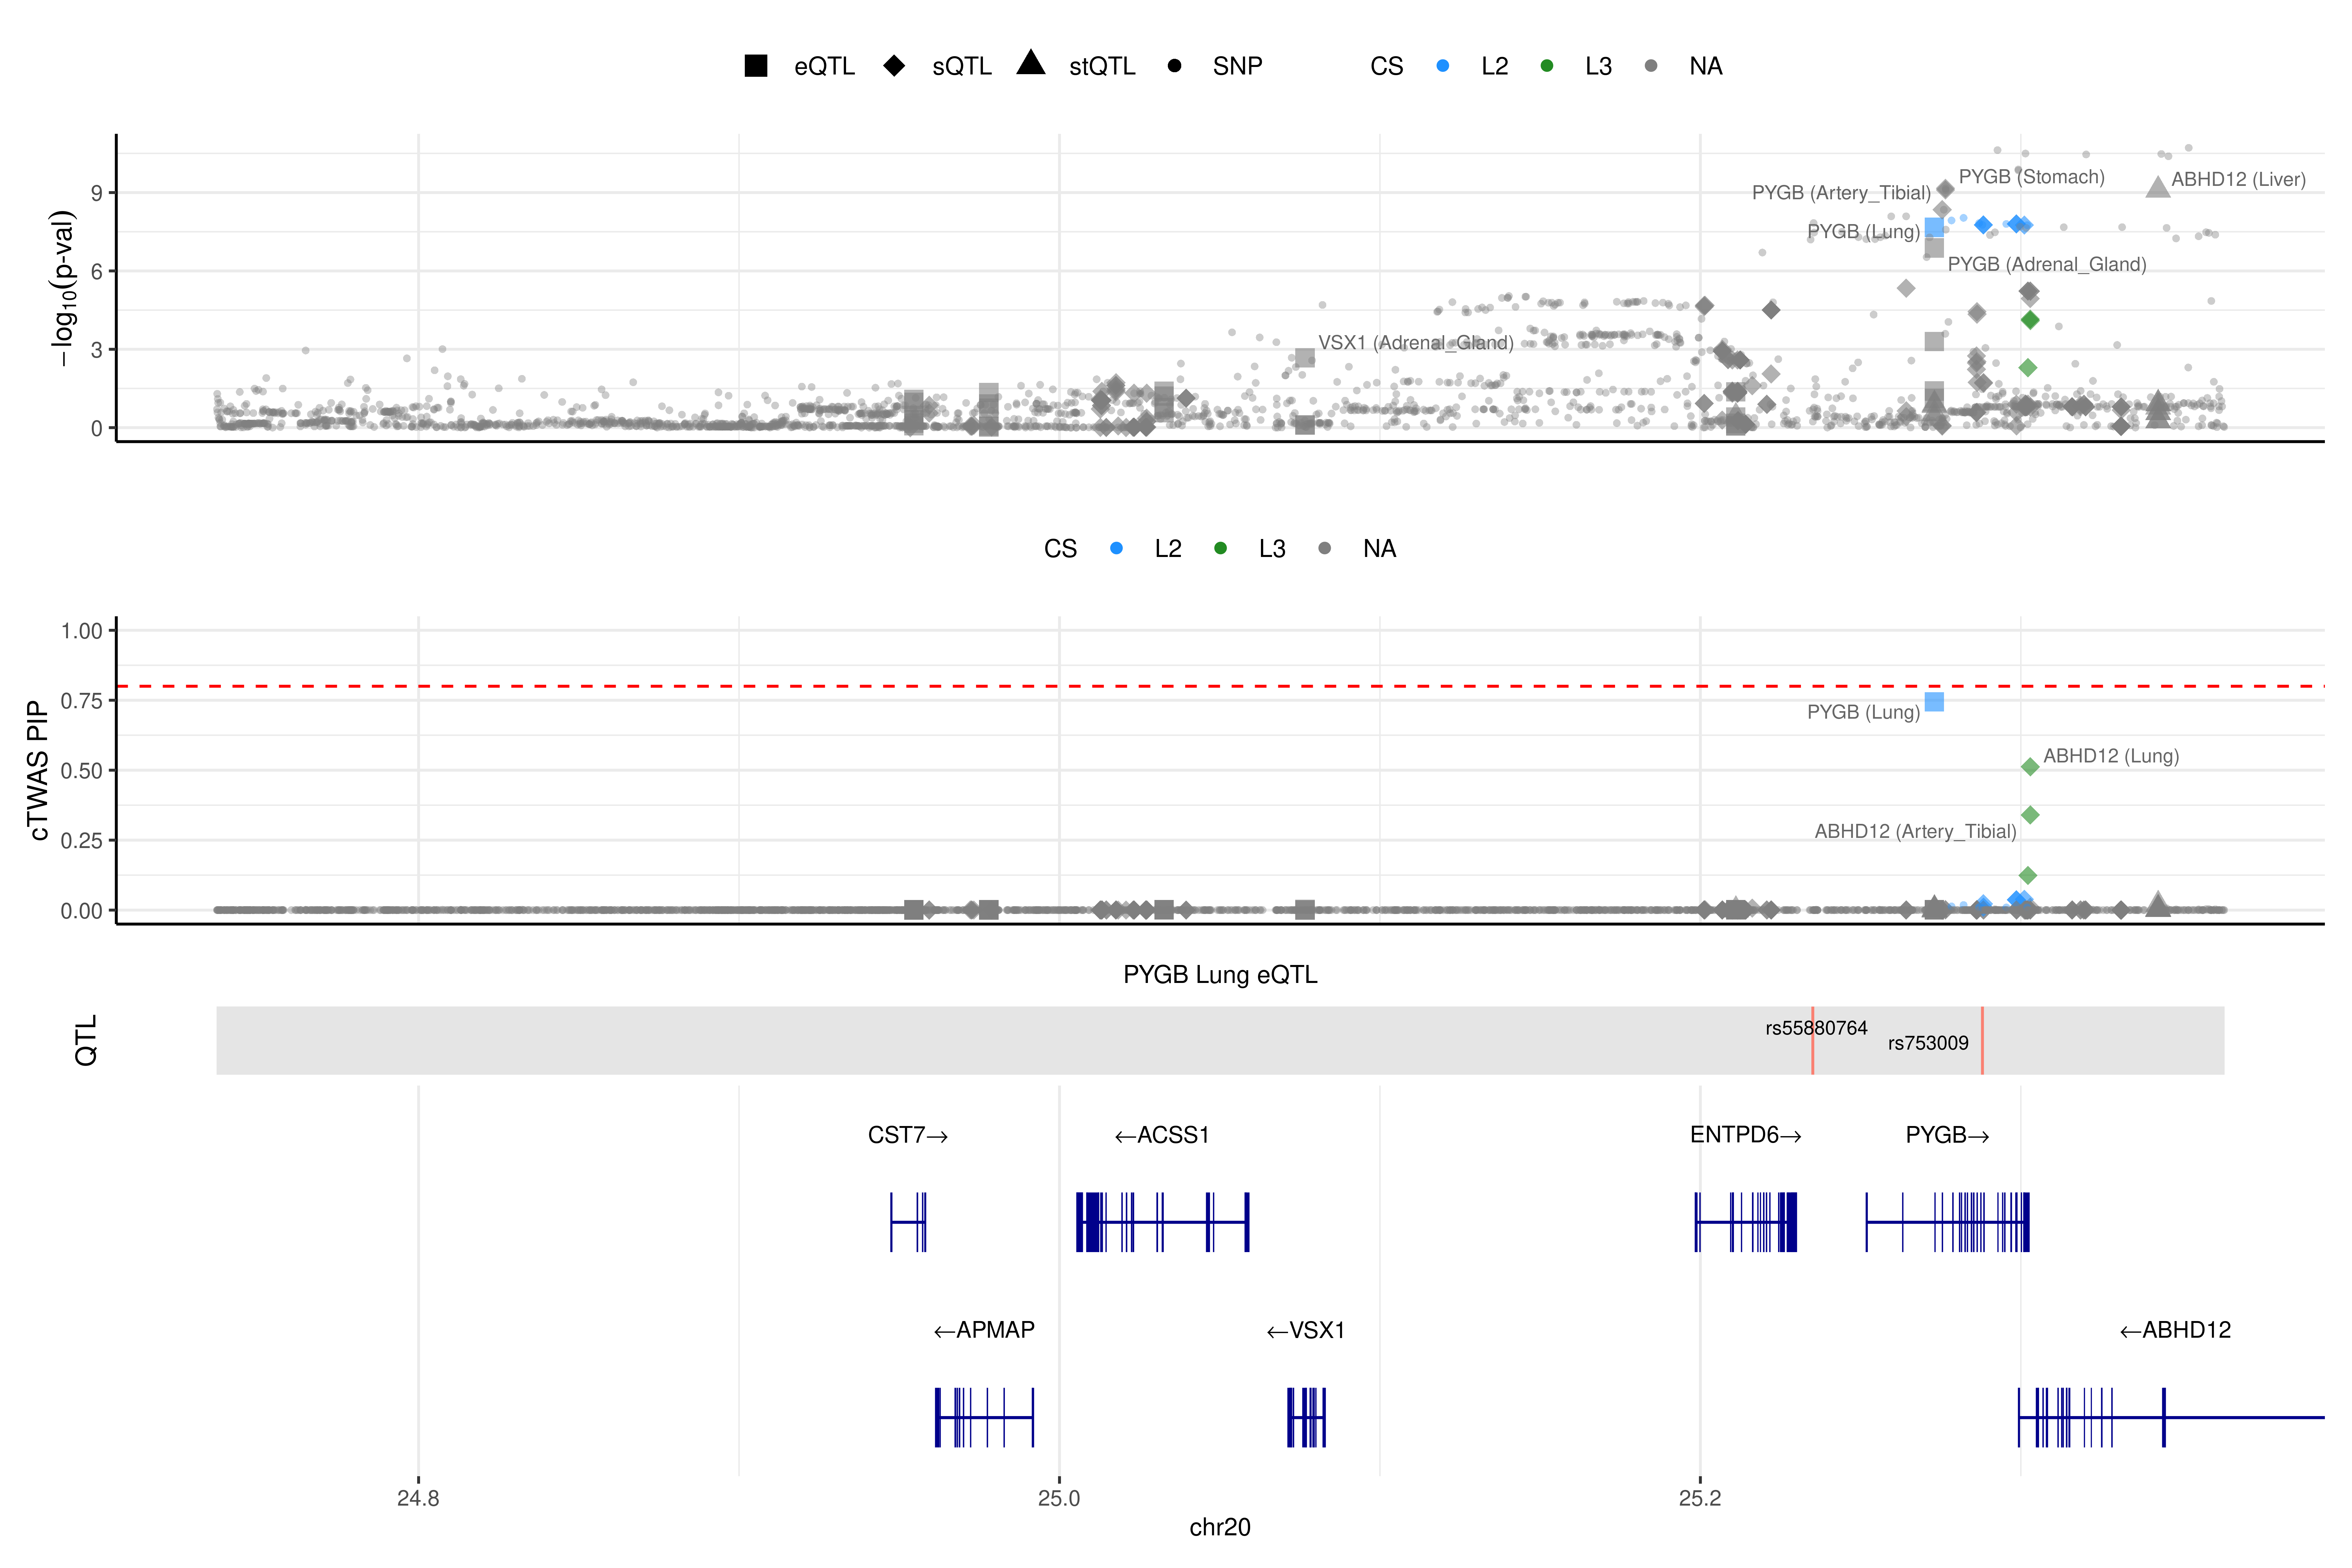 eQTL sQTL stQTL SNP CS L2 L3 NA
−log10(p-val)
9
6
3
0
PYGB (Stomach)
ABHD12 (Liver)
PYGB (Artery_Tibial)
PYGB (Lung)
PYGB (Adrenal_Gland)
VSX1 (Adrenal_Gland)
CS L2 L3 NA
cTWAS PIP
1.00
0.75
0.50
0.25
0.00
PYGB (Lung)
ABHD12 (Lung)
ABHD12 (Artery_Tibial)
PYGB Lung eQTL
QTL
rs55880764
rs753009
CST7→ ←ACSS1 ENTPD6→ PYGB→
←APMAP ←VSX1 ←ABHD12
24.8 25.0 25.2
chr20